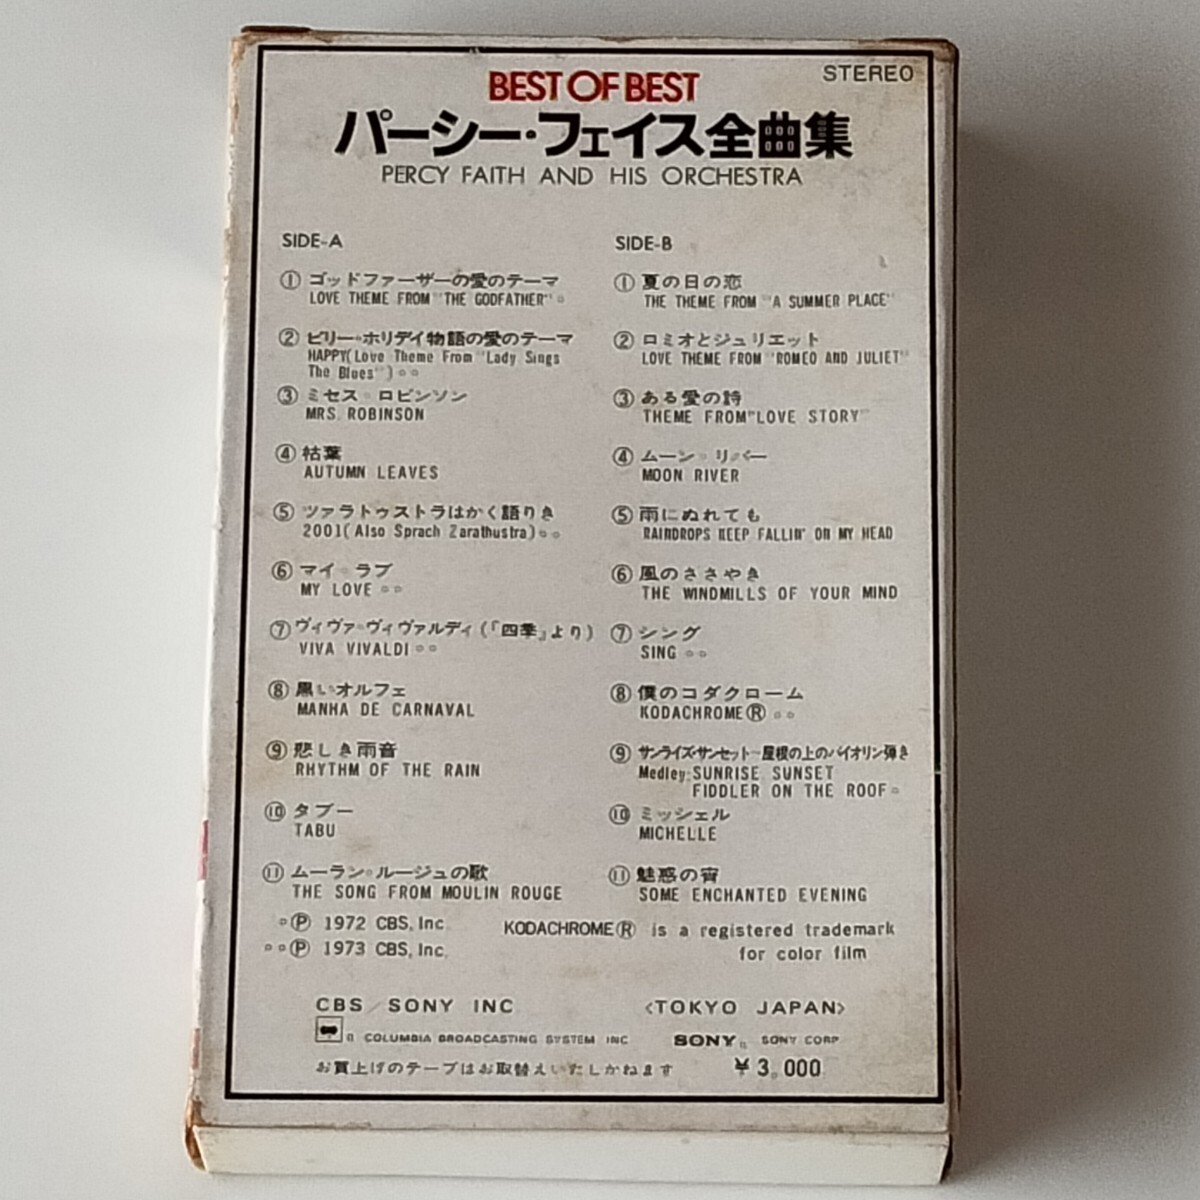 BEST OF BEST
STEREO
パーシー・フェイス全曲集
PERCY FAITH AND HIS ORCHESTRA
SIDE-A
① ゴッドファーザーの愛のテーマ
LOVE THEME FROM "THE GODFATHER"○
② ビリー・ホリデイ物語の愛のテーマ
HAPPY(Love Theme From "Lady Sings
The Blues")○○
③ ミセス・ロビンソン
MRS. ROBINSON
④ 枯葉
AUTUMN LEAVES
⑤ ツァラトゥストラはかく語りき
2001(Also Sprach Zarathustra)○○
⑥ マイ・ラブ
MY LOVE○○
⑦ ヴィヴァ・ヴィヴァルディ(「四季」より)
VIVA VIVALDI○○
⑧ 黒いオルフェ
MANHA DE CARNAVAL
⑨ 悲しき雨音
RHYTHM OF THE RAIN
⑩ タブー
TABU
⑪ ムーラン・ルージュの歌
THE SONG FROM MOULIN ROUGE
SIDE-B
① 夏の日の恋
THE THEME FROM "A SUMMER PLACE"
② ロミオとジュリエット
LOVE THEME FROM "ROMEO AND JULIET"
③ ある愛の詩
THEME FROM"LOVE STORY"
④ ムーン・リバー
MOON RIVER
⑤ 雨にぬれても
RAINDROPS KEEP FALLIN' ON MY HEAD
⑥ 風のささやき
THE WINDMILLS OF YOUR MIND
⑦ シング
SING○○
⑧ 僕のコダクローム
KODACHROME®○○
⑨ サンライズ・サンセット〜屋根の上のバイオリン弾き
Medley:SUNRISE SUNSET
FIDDLER ON THE ROOF○
⑩ ミッシェル
MICHELLE
⑪ 魅惑の宵
SOME ENCHANTED EVENING
○Ⓟ 1972 CBS, Inc.
○○Ⓟ 1973 CBS, Inc.
KODACHROME® is a registered trademark
for color film
CBS/SONY INC
<TOKYO JAPAN>
® COLUMBIA BROADCASTING SYSTEM INC
SONY® SONY CORP
お買上げのテープはお取替えいたしかねます
¥3,000